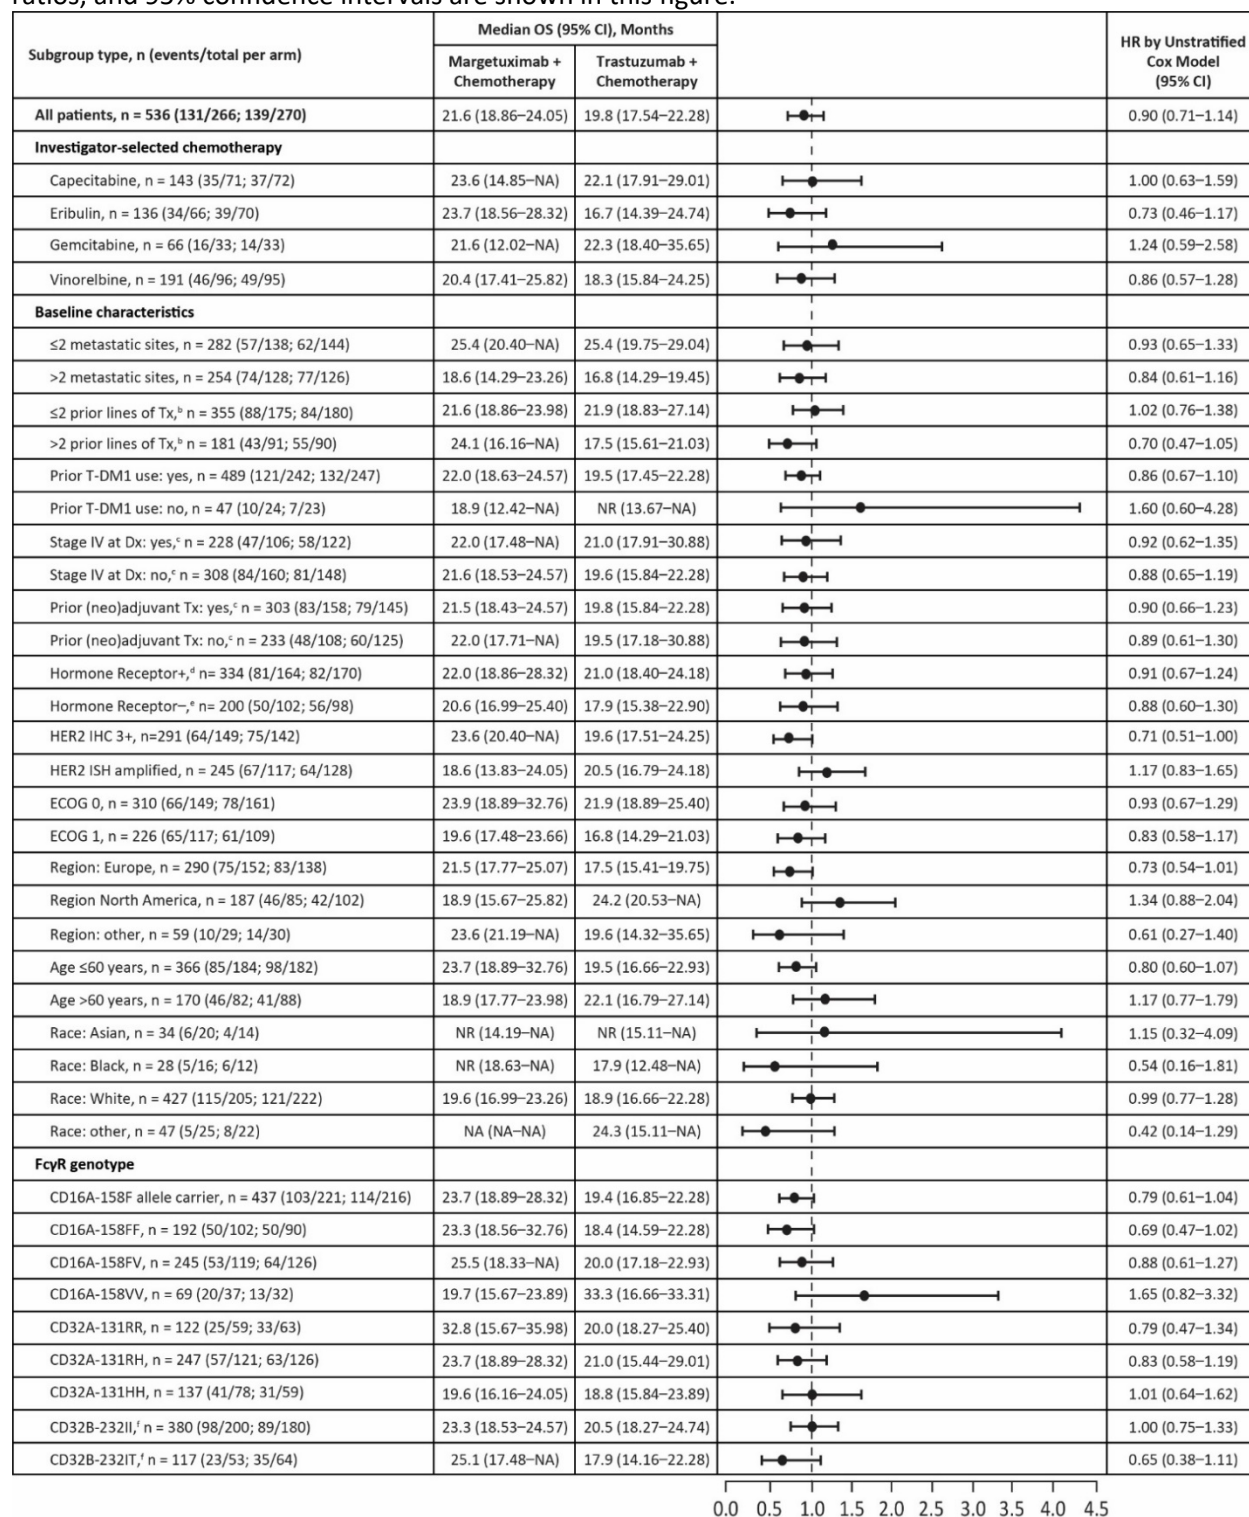 ratios, and 95% confidence intervals are shown in this figure.
Subgroup type, n (events/total per arm)
Median OS (95% CI), Months
Margetuximab +
Chemotherapy
Trastuzumab +
Chemotherapy
HR by Unstratified
Cox Model
(95% CI)
All patients, n = 536 (131/266; 139/270) 21.6 (18.86–24.05) 19.8 (17.54–22.28) 0.90 (0.71–1.14)
Investigator-selected chemotherapy
Capecitabine, n = 143 (35/71; 37/72) 23.6 (14.85–NA) 22.1 (17.91–29.01) 1.00 (0.63–1.59)
Eribulin, n = 136 (34/66; 39/70) 23.7 (18.56–28.32) 16.7 (14.39–24.74) 0.73 (0.46–1.17)
Gemcitabine, n = 66 (16/33; 14/33) 21.6 (12.02–NA) 22.3 (18.40–35.65) 1.24 (0.59–2.58)
Vinorelbine, n = 191 (46/96; 49/95) 20.4 (17.41–25.82) 18.3 (15.84–24.25) 0.86 (0.57–1.28)
Baseline characteristics
≤2 metastatic sites, n = 282 (57/138; 62/144) 25.4 (20.40–NA) 25.4 (19.75–29.04) 0.93 (0.65–1.33)
>2 metastatic sites, n = 254 (74/128; 77/126) 18.6 (14.29–23.26) 16.8 (14.29–19.45) 0.84 (0.61–1.16)
≤2 prior lines of Tx,ᵇ n = 355 (88/175; 84/180) 21.6 (18.86–23.98) 21.9 (18.83–27.14) 1.02 (0.76–1.38)
>2 prior lines of Tx,ᵇ n = 181 (43/91; 55/90) 24.1 (16.16–NA) 17.5 (15.61–21.03) 0.70 (0.47–1.05)
Prior T-DM1 use: yes, n = 489 (121/242; 132/247) 22.0 (18.63–24.57) 19.5 (17.45–22.28) 0.86 (0.67–1.10)
Prior T-DM1 use: no, n = 47 (10/24; 7/23) 18.9 (12.42–NA) NR (13.67–NA) 1.60 (0.60–4.28)
Stage IV at Dx: yes,ᶜ n = 228 (47/106; 58/122) 22.0 (17.48–NA) 21.0 (17.91–30.88) 0.92 (0.62–1.35)
Stage IV at Dx: no,ᶜ n = 308 (84/160; 81/148) 21.6 (18.53–24.57) 19.6 (15.84–22.28) 0.88 (0.65–1.19)
Prior (neo)adjuvant Tx: yes,ᶜ n = 303 (83/158; 79/145) 21.5 (18.43–24.57) 19.8 (15.84–22.28) 0.90 (0.66–1.23)
Prior (neo)adjuvant Tx: no,ᶜ n = 233 (48/108; 60/125) 22.0 (17.71–NA) 19.5 (17.18–30.88) 0.89 (0.61–1.30)
Hormone Receptor+,ᵈ n= 334 (81/164; 82/170) 22.0 (18.86–28.32) 21.0 (18.40–24.18) 0.91 (0.67–1.24)
Hormone Receptor–,ᵉ n= 200 (50/102; 56/98) 20.6 (16.99–25.40) 17.9 (15.38–22.90) 0.88 (0.60–1.30)
HER2 IHC 3+, n=291 (64/149; 75/142) 23.6 (20.40–NA) 19.6 (17.51–24.25) 0.71 (0.51–1.00)
HER2 ISH amplified, n = 245 (67/117; 64/128) 18.6 (13.83–24.05) 20.5 (16.79–24.18) 1.17 (0.83–1.65)
ECOG 0, n = 310 (66/149; 78/161) 23.9 (18.89–32.76) 21.9 (18.89–25.40) 0.93 (0.67–1.29)
ECOG 1, n = 226 (65/117; 61/109) 19.6 (17.48–23.66) 16.8 (14.29–21.03) 0.83 (0.58–1.17)
Region: Europe, n = 290 (75/152; 83/138) 21.5 (17.77–25.07) 17.5 (15.41–19.75) 0.73 (0.54–1.01)
Region North America, n = 187 (46/85; 42/102) 18.9 (15.67–25.82) 24.2 (20.53–NA) 1.34 (0.88–2.04)
Region: other, n = 59 (10/29; 14/30) 23.6 (21.19–NA) 19.6 (14.32–35.65) 0.61 (0.27–1.40)
Age ≤60 years, n = 366 (85/184; 98/182) 23.7 (18.89–32.76) 19.5 (16.66–22.93) 0.80 (0.60–1.07)
Age >60 years, n = 170 (46/82; 41/88) 18.9 (17.77–23.98) 22.1 (16.79–27.14) 1.17 (0.77–1.79)
Race: Asian, n = 34 (6/20; 4/14) NR (14.19–NA) NR (15.11–NA) 1.15 (0.32–4.09)
Race: Black, n = 28 (5/16; 6/12) NR (18.63–NA) 17.9 (12.48–NA) 0.54 (0.16–1.81)
Race: White, n = 427 (115/205; 121/222) 19.6 (16.99–23.26) 18.9 (16.66–22.28) 0.99 (0.77–1.28)
Race: other, n = 47 (5/25; 8/22) NA (NA–NA) 24.3 (15.11–NA) 0.42 (0.14–1.29)
FcγR genotype
CD16A-158F allele carrier, n = 437 (103/221; 114/216) 23.7 (18.89–28.32) 19.4 (16.85–22.28) 0.79 (0.61–1.04)
CD16A-158FF, n = 192 (50/102; 50/90) 23.3 (18.56–32.76) 18.4 (14.59–22.28) 0.69 (0.47–1.02)
CD16A-158FV, n = 245 (53/119; 64/126) 25.5 (18.33–NA) 20.0 (17.18–22.93) 0.88 (0.61–1.27)
CD16A-158VV, n = 69 (20/37; 13/32) 19.7 (15.67–23.89) 33.3 (16.66–33.31) 1.65 (0.82–3.32)
CD32A-131RR, n = 122 (25/59; 33/63) 32.8 (15.67–35.98) 20.0 (18.27–25.40) 0.79 (0.47–1.34)
CD32A-131RH, n = 247 (57/121; 63/126) 23.7 (18.89–28.32) 21.0 (15.44–29.01) 0.83 (0.58–1.19)
CD32A-131HH, n = 137 (41/78; 31/59) 19.6 (16.16–24.05) 18.8 (15.84–23.89) 1.01 (0.64–1.62)
CD32B-232II,ᶠ n = 380 (98/200; 89/180) 23.3 (18.53–24.57) 20.5 (18.27–24.74) 1.00 (0.75–1.33)
CD32B-232IT,ᶠ n = 117 (23/53; 35/64) 25.1 (17.48–NA) 17.9 (14.16–22.28) 0.65 (0.38–1.11)
0.0 0.5 1.0 1.5 2.0 2.5 3.0 3.5 4.0 4.5